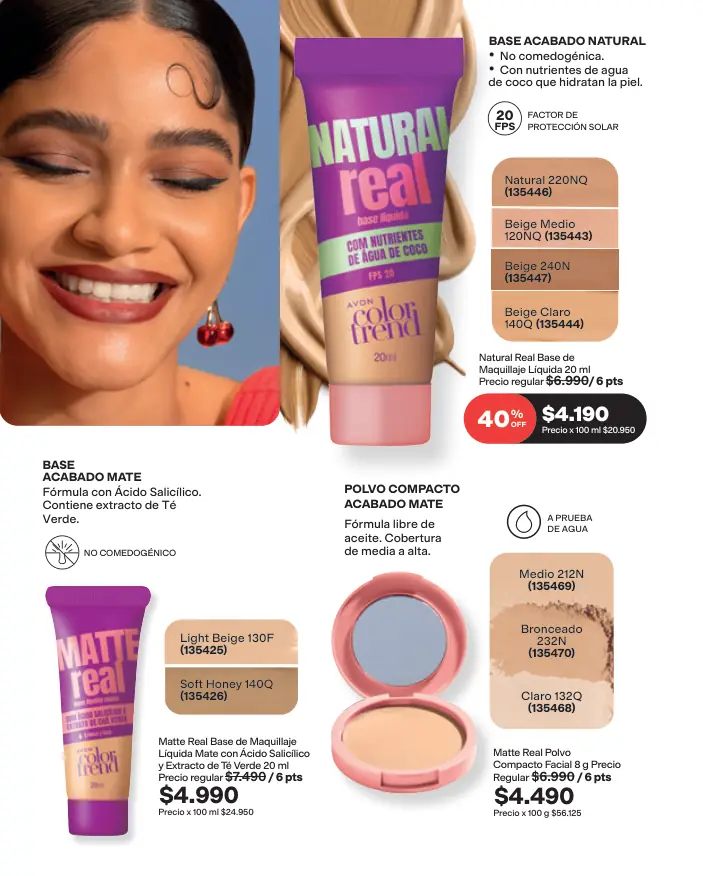 BASE ACABADO NATURAL
• No comedogénica.
• Con nutrientes de agua
de coco que hidratan la piel.
20
FPS
FACTOR DE
PROTECCIÓN SOLAR
NATURAL
real
base líquida
COM NUTRIENTES
DE ÁGUA DE COCO
FPS 20
AVON
color
trend
20ml
Natural 220NQ
(135446)
Beige Medio
120NQ (135443)
Beige 240N
(135447)
Beige Claro
140Q (135444)
Natural Real Base de
Maquillaje Líquida 20 ml
Precio regular $6.990/ 6 pts
40% OFF
$4.190
Precio x 100 ml $20.950
BASE
ACABADO MATE
Fórmula con Ácido Salicílico.
Contiene extracto de Té
Verde.
NO COMEDOGÉNICO
MATTE
real
color
trend
20ml
Light Beige 130F
(135425)
Soft Honey 140Q
(135426)
Matte Real Base de Maquillaje
Líquida Mate con Ácido Salicílico
y Extracto de Té Verde 20 ml
Precio regular $7.490 / 6 pts
$4.990
Precio x 100 ml $24.950
POLVO COMPACTO
ACABADO MATE
Fórmula libre de
aceite. Cobertura
de media a alta.
A PRUEBA
DE AGUA
Medio 212N
(135469)
Bronceado
232N
(135470)
Claro 132Q
(135468)
Matte Real Polvo
Compacto Facial 8 g Precio
Regular $6.990 / 6 pts
$4.490
Precio x 100 g $56.125